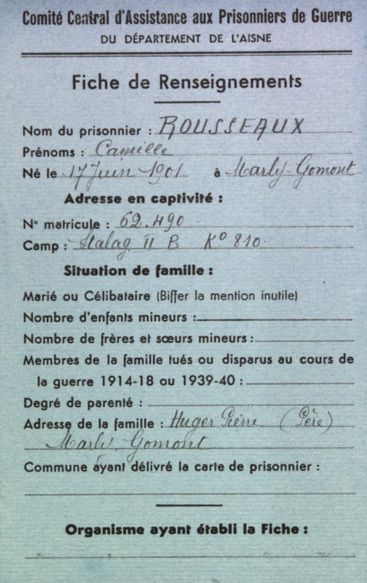 Comité Central d'Assistance aux Prisonniers de Guerre
DU DÉPARTEMENT DE L'AISNE
Fiche de Renseignements
Nom du prisonnier : ROUSSEAUX
Prénoms : Camille
Né le 17 Juin 1901 à Marly-Gomont
Adresse en captivité :
N° matricule : 62.490
Camp : Stalag II B K° 810
Situation de famille :
Marié ou Célibataire (Biffer la mention inutile)
Nombre d'enfants mineurs :
Nombre de frères et sœurs mineurs :
Membres de la famille tués ou disparus au cours de
la guerre 1914-18 ou 1939-40 :
Degré de parenté :
Adresse de la famille : Huger Pierre (Père)
Marly-Gomont
Commune ayant délivré la carte de prisonnier :
Organisme ayant établi la Fiche :